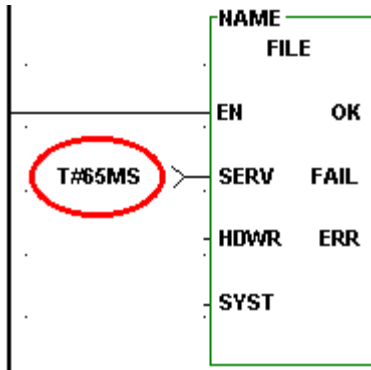 NAME
FILE
EN OK
T#65MS SERV FAIL
HDWR ERR
SYST